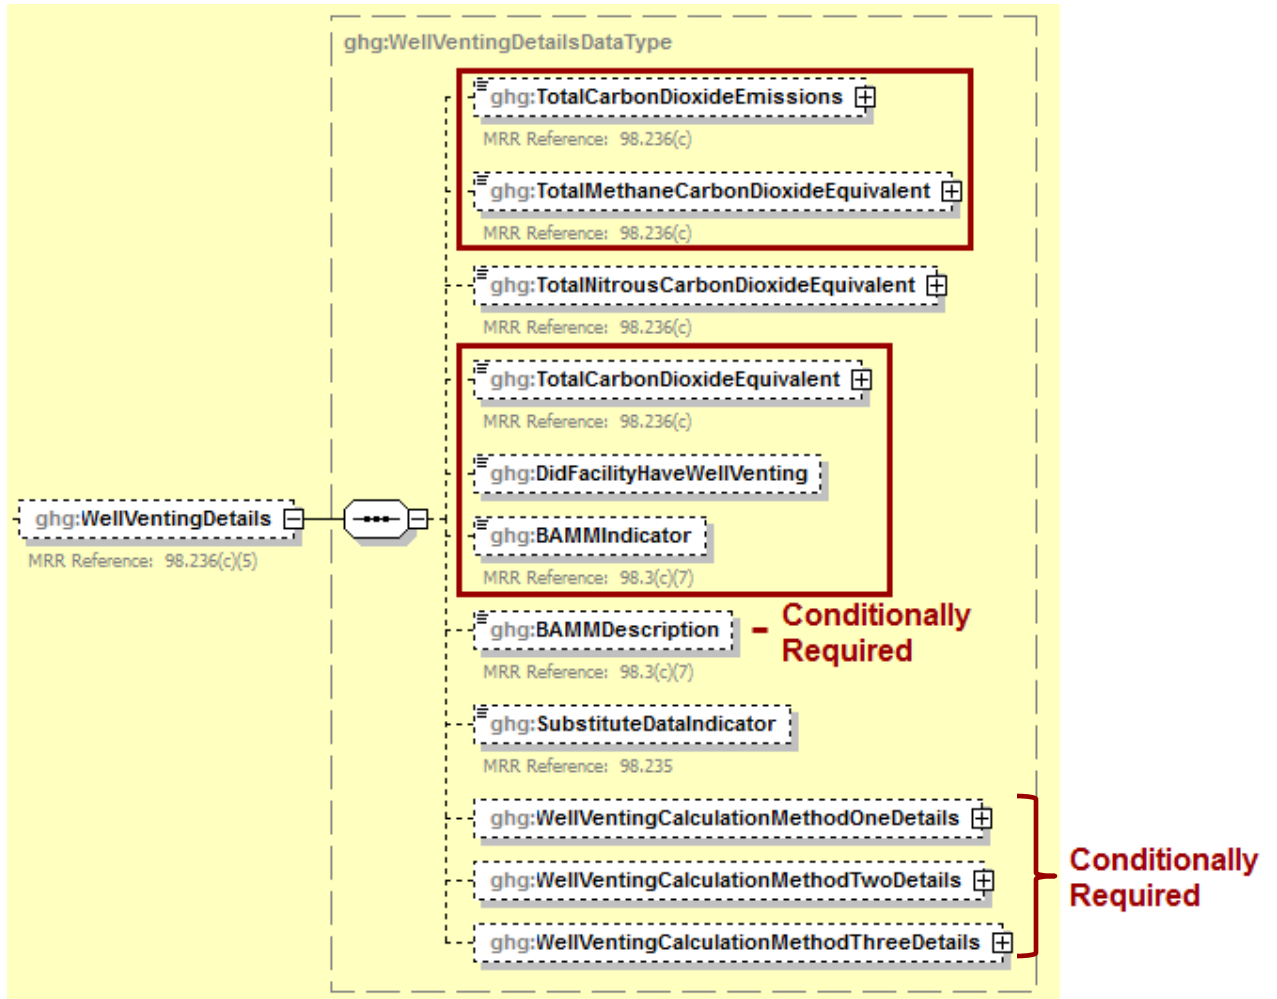 ghg:WellVentingDetailsDataType
ghg:TotalCarbonDioxideEmissions
MRR Reference: 98.236(c)
ghg:TotalMethaneCarbonDioxideEquivalent
MRR Reference: 98.236(c)
ghg:TotalNitrousCarbonDioxideEquivalent
MRR Reference: 98.236(c)
ghg:TotalCarbonDioxideEquivalent
MRR Reference: 98.236(c)
ghg:DidFacilityHaveWellVenting
ghg:WellVentingDetails
MRR Reference: 98.236(c)(5)
ghg:BAMMIndicator
MRR Reference: 98.3(c)(7)
ghg:BAMMDescription
MRR Reference: 98.3(c)(7)
- Conditionally
Required
ghg:SubstituteDataIndicator
MRR Reference: 98.235
ghg:WellVentingCalculationMethodOneDetails
ghg:WellVentingCalculationMethodTwoDetails
ghg:WellVentingCalculationMethodThreeDetails
Conditionally
Required